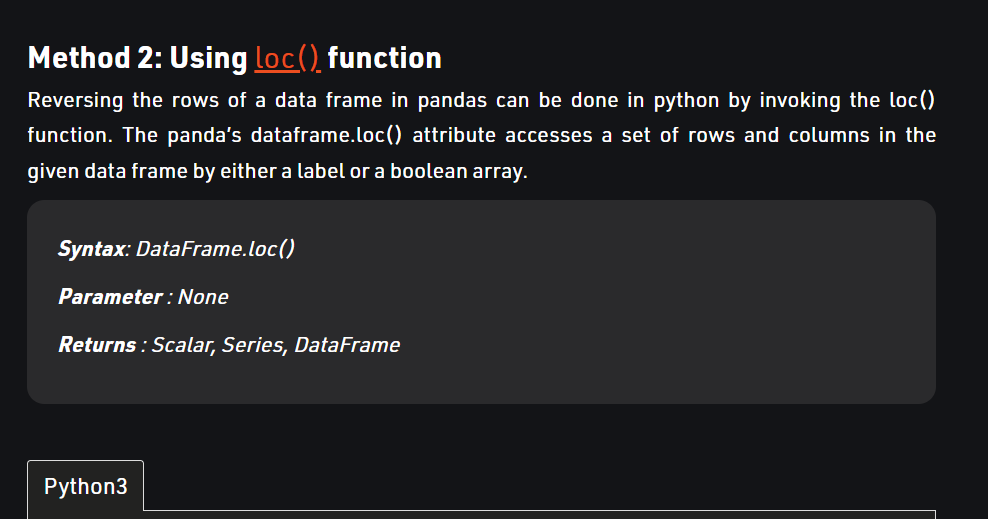 Method 2: Using loc() function
Reversing the rows of a data frame in pandas can be done in python by invoking the loc()
function. The panda’s dataframe.loc() attribute accesses a set of rows and columns in the
given data frame by either a label or a boolean array.
Syntax: DataFrame.loc()
Parameter : None
Returns : Scalar, Series, DataFrame
Python3